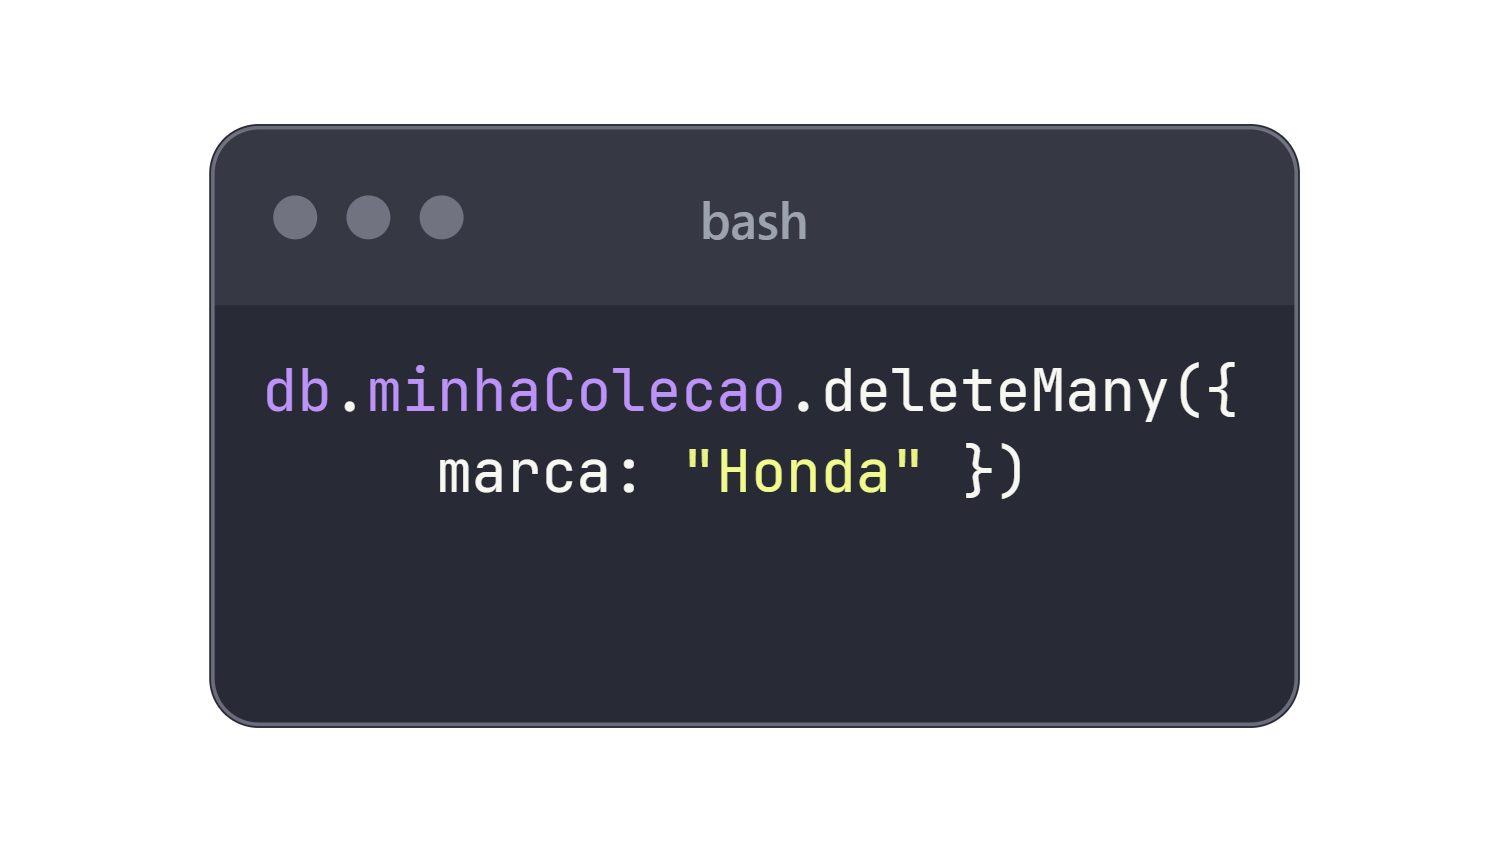 bash
db.minhaColecao.deleteMany({
marca: "Honda" })